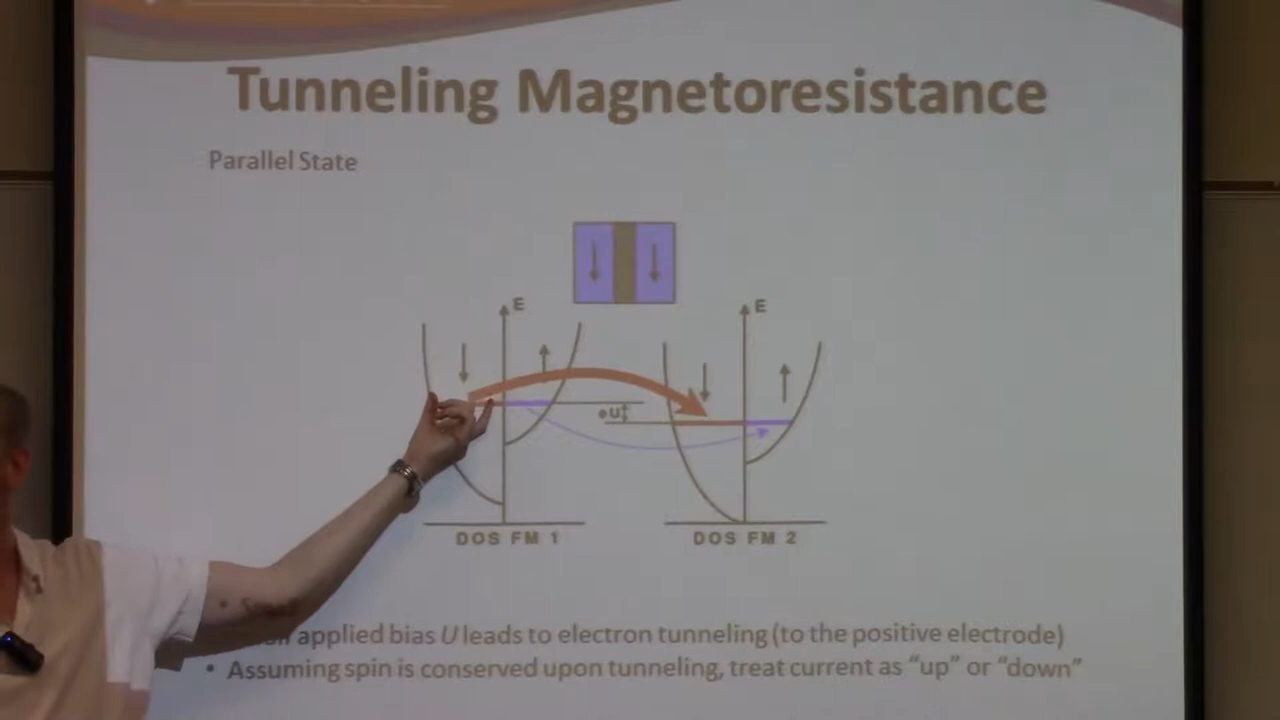 Tunneling Magnetoresistance
Parallel State
E
E
eU
DOS FM 1
DOS FM 2
applied bias U leads to electron tunneling (to the positive electrode)
• Assuming spin is conserved upon tunneling, treat current as “up” or “down”